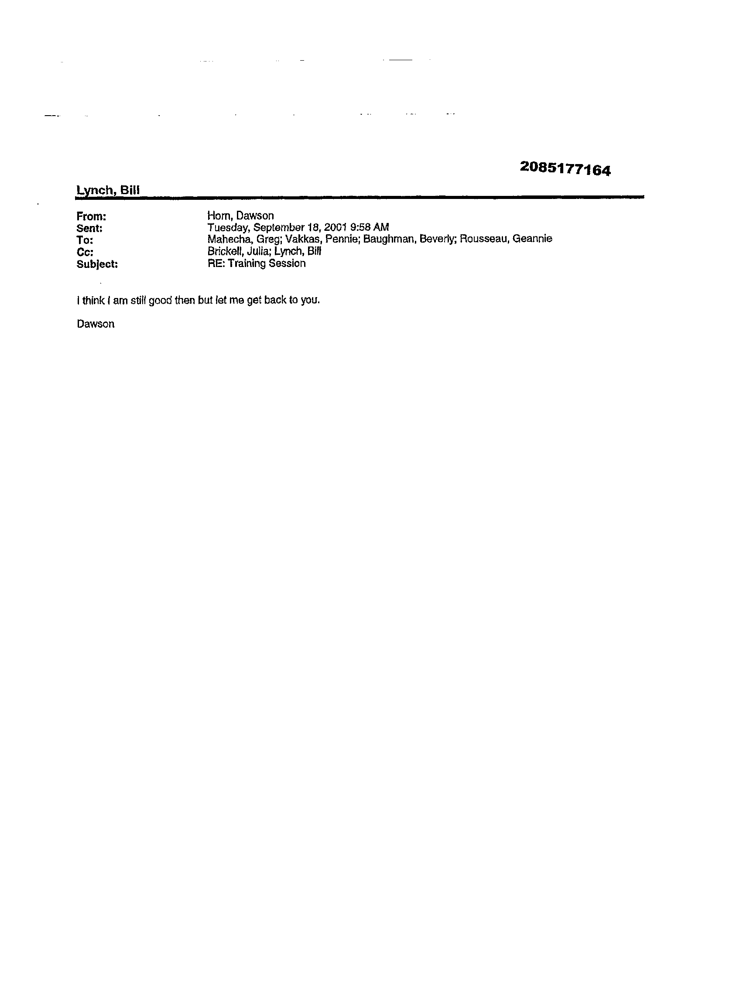 2085177164
Lynch, Bill
From: Horn, Dawson
Sent: Tuesday, September 18, 2001 9:58 AM
To: Mahecha, Greg; Vakkas, Pennie; Baughman, Beverly; Rousseau, Geannie
Cc: Brickell, Julia; Lynch, Bill
Subject: RE: Training Session
I think I am still good then but let me get back to you.
Dawson